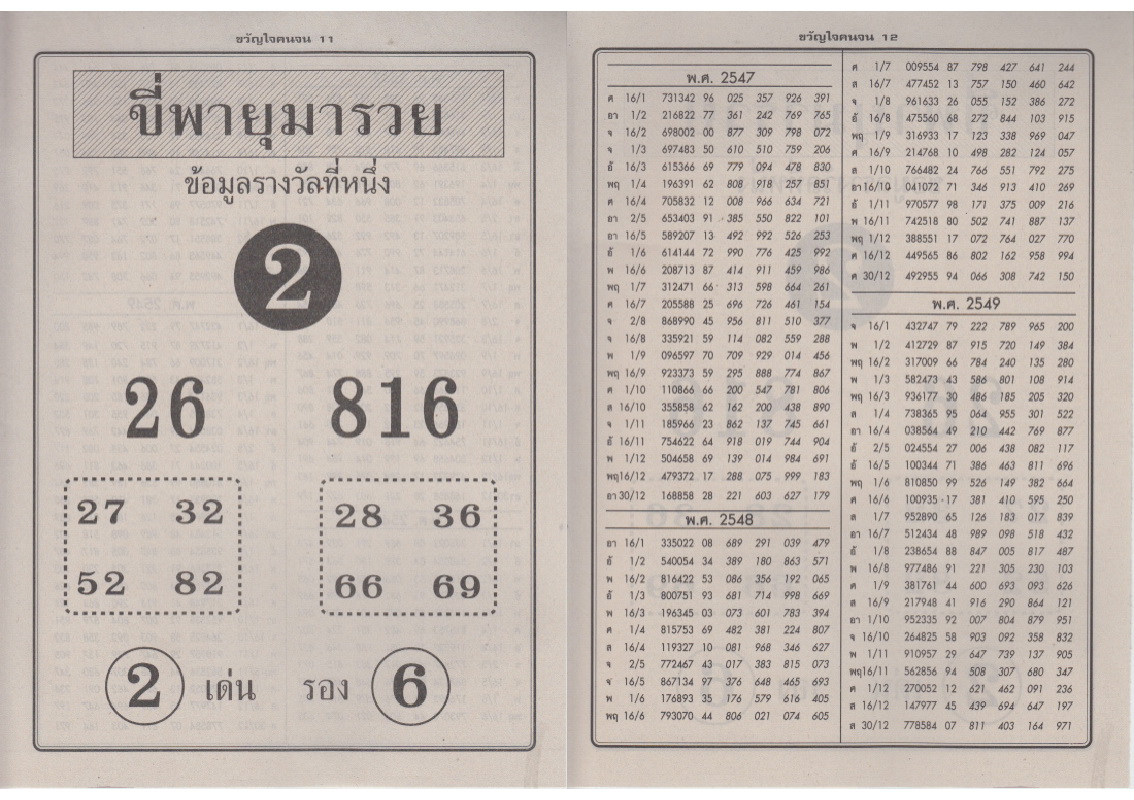 ขวัญใจคนจน 11
ขี่พายุมารวย
ข้อมูลรางวัลที่หนึ่ง
2
26 816
27 32
52 82
28 36
66 69
2 เด่น รอง 6
ขวัญใจคนจน 12
พ.ศ. 2547
ศ 16/1 731342 96 025 357 926 391
อา 1/2 216822 77 361 242 769 765
จ 16/2 698002 00 877 309 798 072
จ 1/3 697483 50 610 510 759 206
อ้ 16/3 615366 69 779 094 478 830
พฤ 1/4 196391 62 808 918 257 851
ศ 16/4 705832 12 008 966 634 721
อา 2/5 653403 91 385 550 822 101
อา 16/5 589207 13 492 992 526 253
อ้ 1/6 614144 72 990 776 425 992
พ 16/6 208713 87 414 911 459 986
พฤ 1/7 312471 66 313 598 664 261
ศ 16/7 205588 25 696 726 461 154
จ 2/8 868990 45 956 811 510 377
จ 16/8 335921 59 114 082 559 288
พ 1/9 096597 70 709 929 014 456
พฤ 16/9 923373 59 295 888 774 867
ศ 1/10 110866 66 200 547 781 806
ส 16/10 355858 62 162 200 438 890
จ 1/11 185966 23 862 137 745 661
อ้ 16/11 754622 64 918 019 744 904
พ 1/12 504658 69 139 014 984 691
พฤ16/12 479372 17 288 075 999 183
อา 30/12 168858 28 221 603 627 179
พ.ศ. 2548
อา 16/1 335022 08 689 291 039 479
อ้ 1/2 540054 34 389 180 863 571
พ 16/2 816422 53 086 356 192 065
อ้ 1/3 800751 93 681 714 998 669
พ 16/3 196345 03 073 601 783 394
ศ 1/4 815753 69 482 381 224 807
ส 16/4 119327 10 081 968 346 627
จ 2/5 772467 43 017 383 815 073
จ 16/5 867134 97 376 648 465 693
พ 1/6 176893 35 176 579 616 405
พฤ 16/6 793070 44 806 021 074 605
ศ 1/7 009554 87 798 427 641 244
ส 16/7 477452 13 757 150 460 642
จ 1/8 961633 26 055 152 386 272
อ้ 16/8 475560 68 272 844 103 915
พฤ 1/9 316933 17 123 338 969 047
ศ 16/9 214768 10 498 282 124 057
ส 1/10 766482 24 766 551 792 275
อา 16/10 041072 71 346 913 410 269
อ้ 1/11 970577 98 171 375 009 216
พ 16/11 742518 80 502 741 887 137
พฤ 1/12 388551 17 072 764 027 770
ศ 16/12 449565 86 802 162 958 994
ศ 30/12 492955 94 066 308 742 150
พ.ศ. 2549
จ 16/1 432747 79 222 789 965 200
พ 1/2 412729 87 915 720 149 384
พฤ 16/2 317009 66 784 240 135 280
พ 1/3 582473 43 586 801 108 914
พฤ 16/3 936177 30 486 185 205 320
ส 1/4 738365 95 064 955 301 522
อา 16/4 038564 49 210 442 769 877
อ้ 2/5 024554 27 006 438 082 117
อ้ 16/5 100344 71 386 463 811 696
พฤ 1/6 810850 99 526 149 382 664
ศ 16/6 100935 17 381 410 595 250
ส 1/7 952890 65 126 183 017 839
อา 16/7 512434 48 989 098 518 432
อ้ 1/8 238654 88 847 005 817 487
พ 16/8 977486 91 221 305 230 103
ศ 1/9 381761 44 600 693 093 626
ส 16/9 217948 41 916 290 864 121
อา 1/10 952335 92 007 804 879 951
จ 16/10 264825 58 903 092 358 832
พ 1/11 910957 29 647 739 137 905
พฤ16/11 562856 94 508 307 680 347
ศ 1/12 270052 12 621 462 091 236
ส 16/12 147977 45 439 694 647 197
ส 30/12 778584 07 811 403 164 971